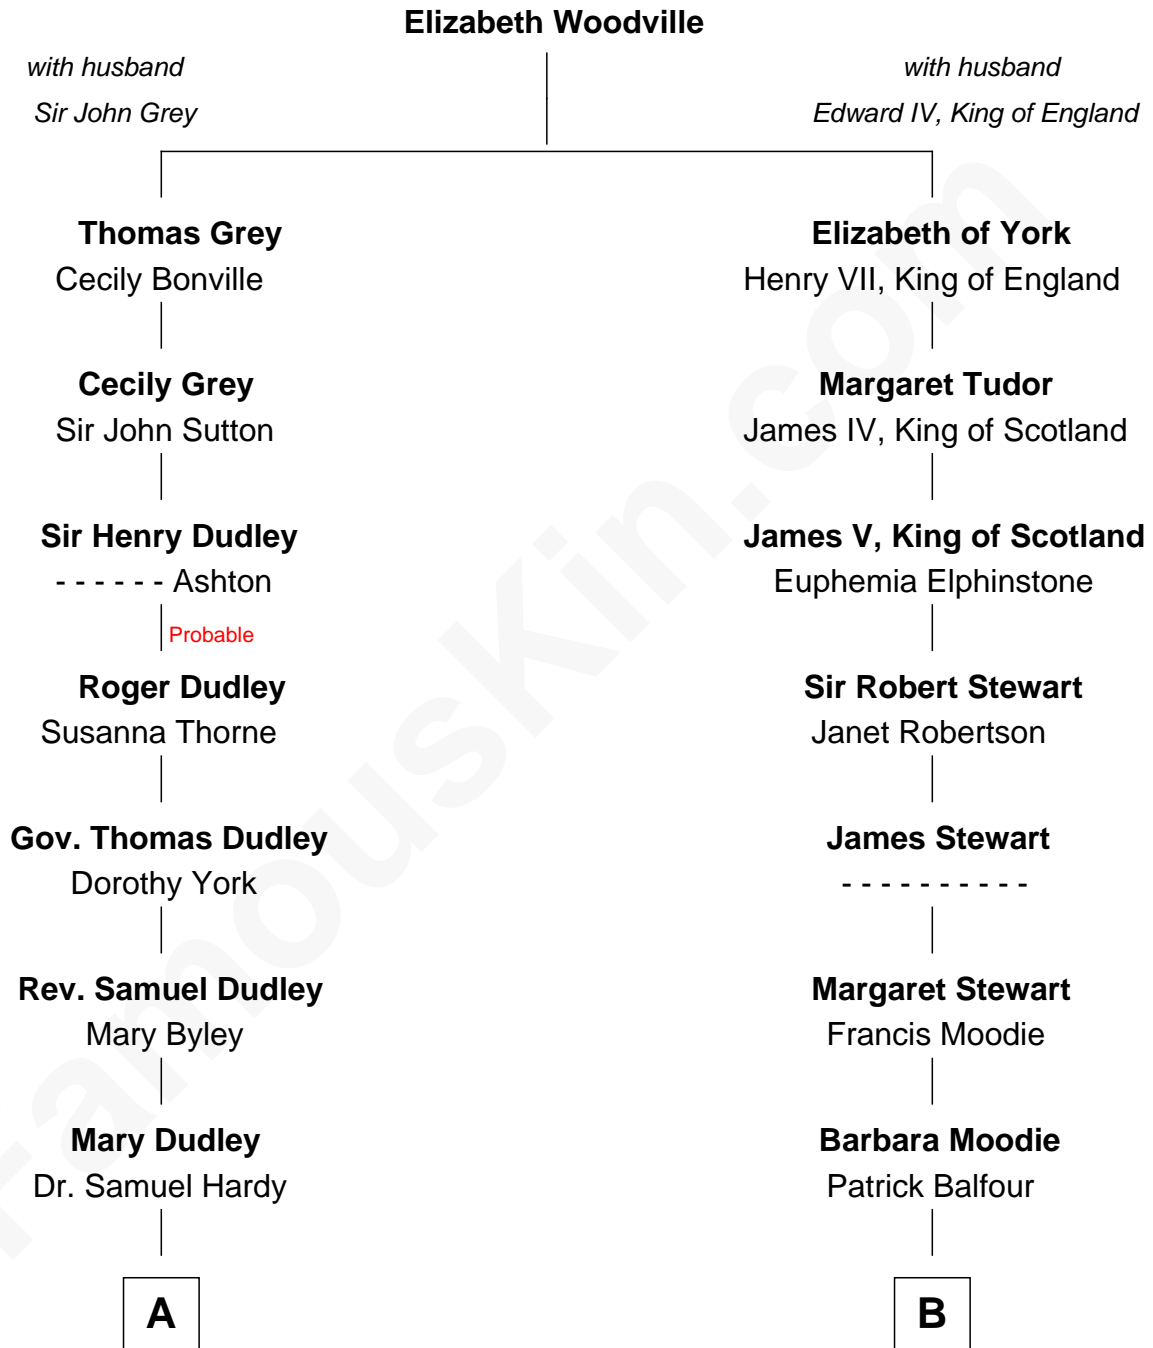 Elizabeth Woodville
with husband
Sir John Grey
with husband
Edward IV, King of England
Thomas Grey
Cecily Bonville
Elizabeth of York
Henry VII, King of England
Cecily Grey
Sir John Sutton
Margaret Tudor
James IV, King of Scotland
Sir Henry Dudley
- - - - - - Ashton
James V, King of Scotland
Euphemia Elphinstone
Probable
Roger Dudley
Susanna Thorne
Sir Robert Stewart
Janet Robertson
Gov. Thomas Dudley
Dorothy York
James Stewart
- - - - - - - - - -
Rev. Samuel Dudley
Mary Byley
Margaret Stewart
Francis Moodie
Mary Dudley
Dr. Samuel Hardy
Barbara Moodie
Patrick Balfour
A
B
FamousKin.com